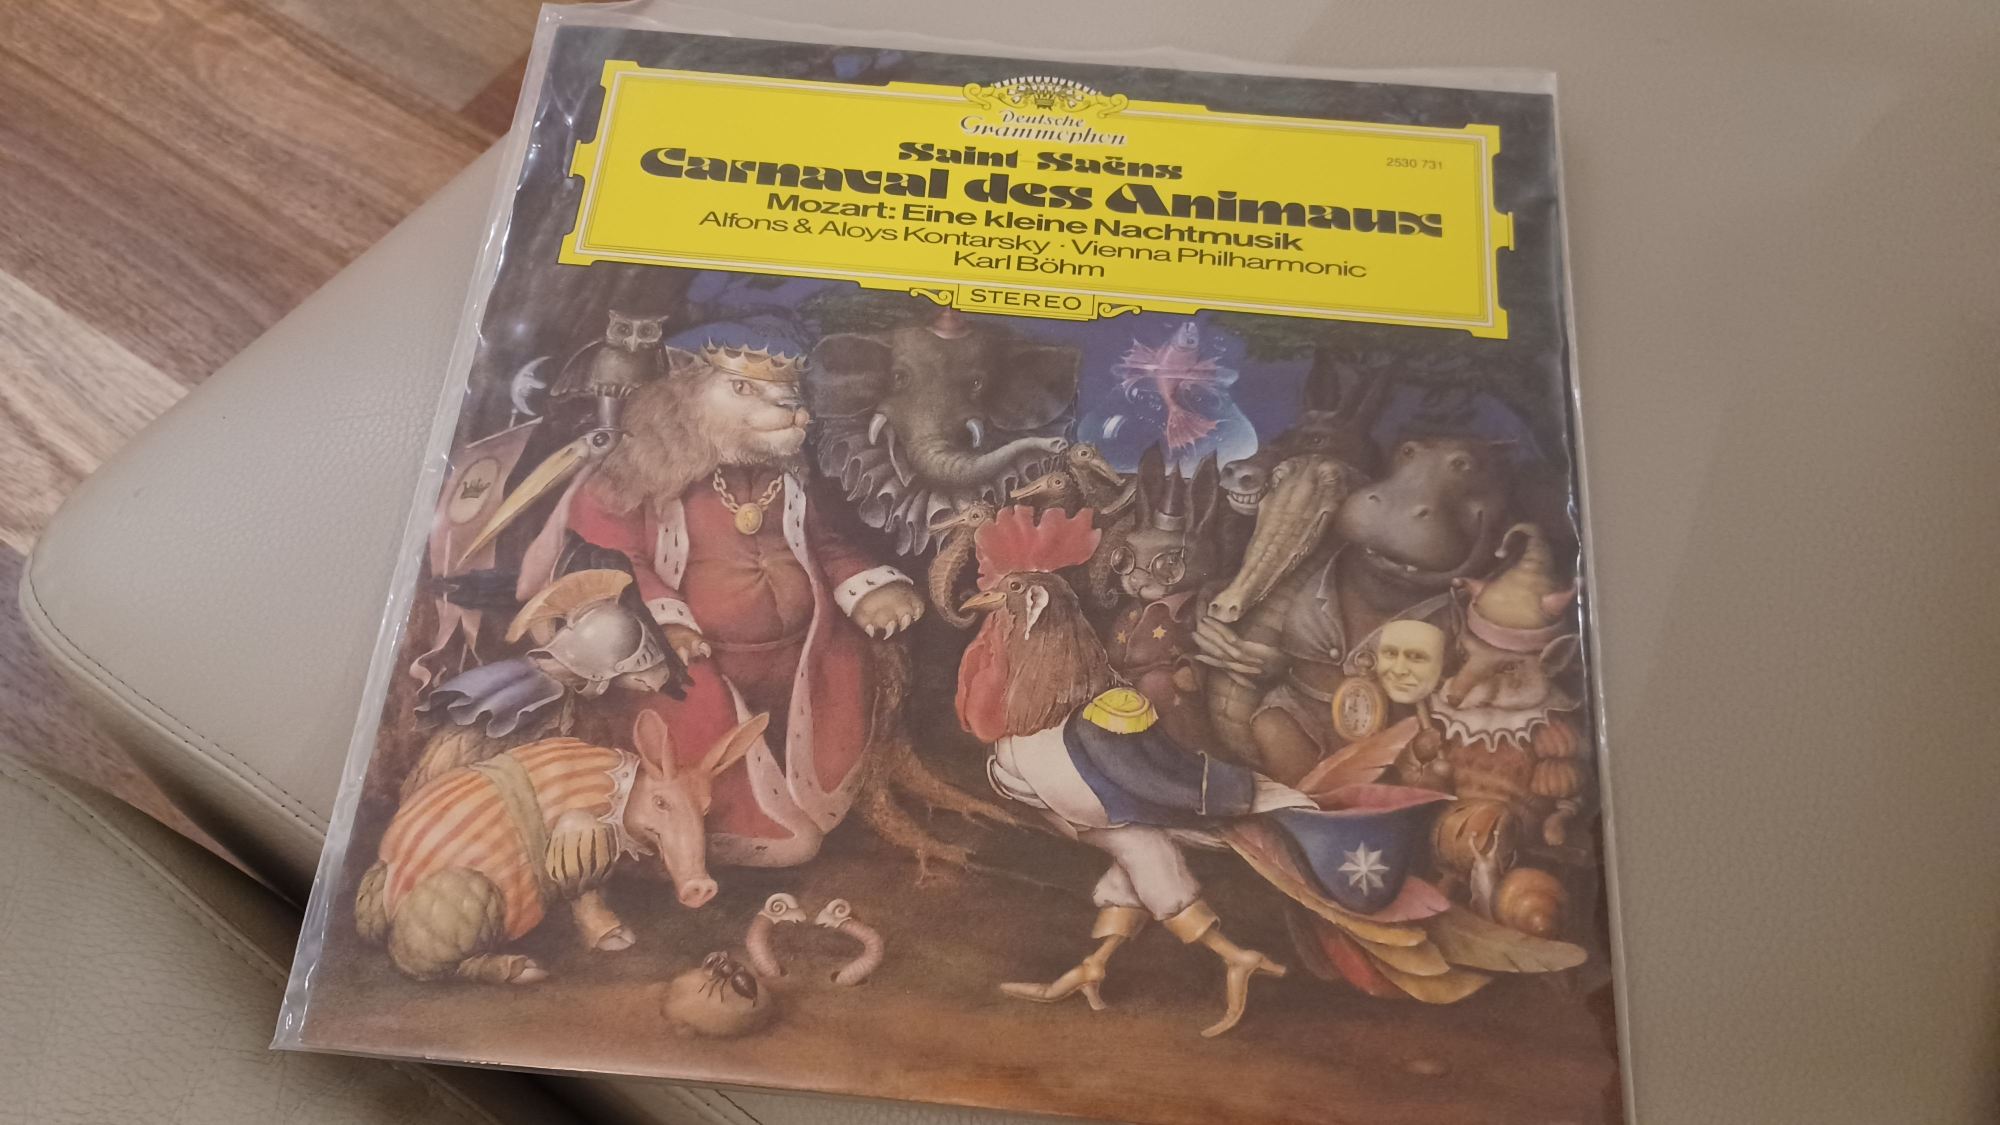 Deutsche
Grammophon
Saint-Saëns
2530 731
Carnaval des Animaux
Mozart: Eine kleine Nachtmusik
Alfons & Aloys Kontarsky · Vienna Philharmonic
Karl Böhm
STEREO